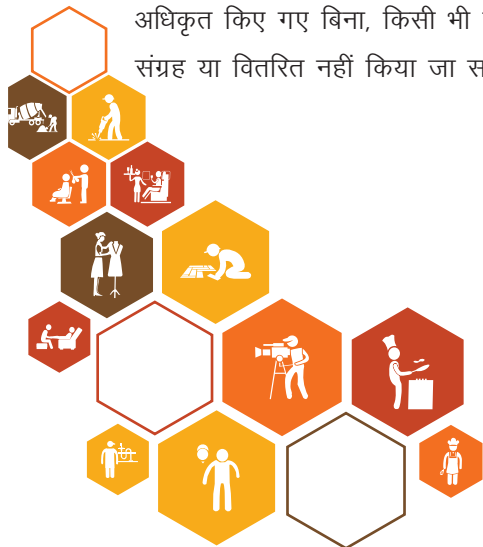 अधिकृत किए गए बिना, किसी भी
संग्रह या वितरित नहीं किया जा